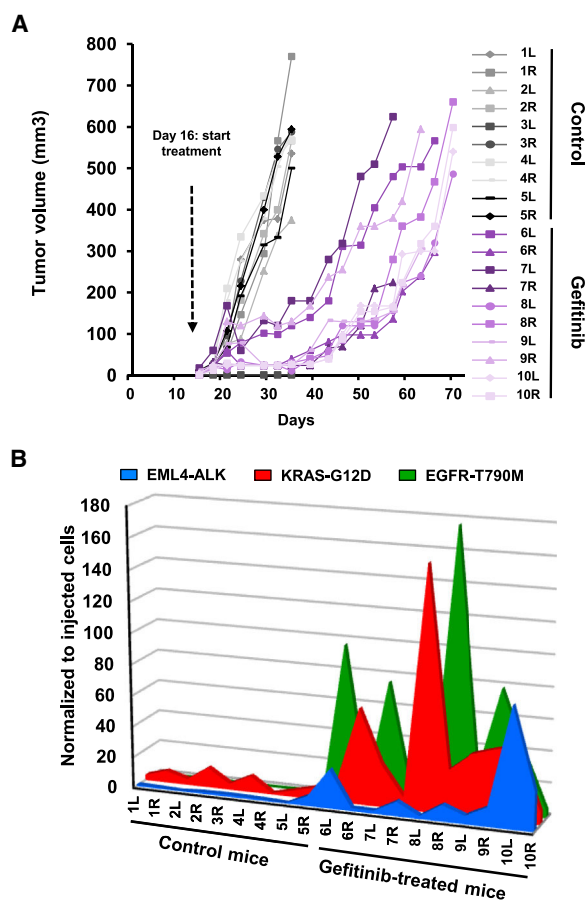 A
Tumor volume (mm3)
800
700
600
500
400
300
200
100
0
0
10
20
30
40
50
60
70
Days
Day 16: start
treatment
1L
1R
2L
2R
3L
3R
4L
4R
5L
5R
6L
6R
7L
7R
8L
8R
9L
9R
10L
10R
Control
Gefitinib
B
EML4-ALK
KRAS-G12D
EGFR-T790M
Normalized to injected cells
180
160
140
120
100
80
60
40
20
0
1L
1R
2L
2R
3R
4L
4R
5L
5R
6L
6R
7L
7R
8L
8R
9L
9R
10L
10R
Control mice
Gefitinib-treated mice